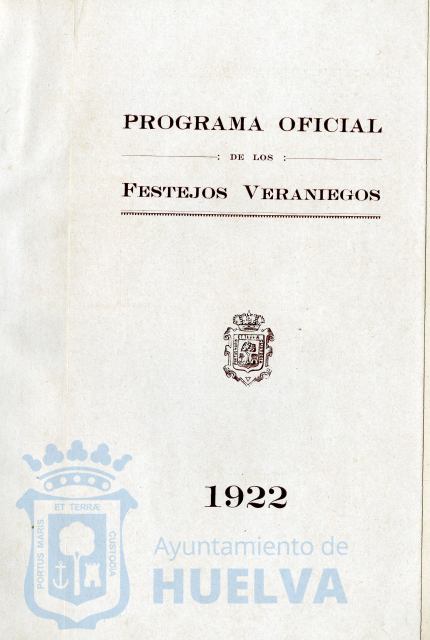 PROGRAMA OFICIAL
: DE LOS :
FESTEJOS VERANIEGOS
1922
PORTUS MARIS
ET TERRÆ
CUSTODIA
Ayuntamiento de
HUELVA